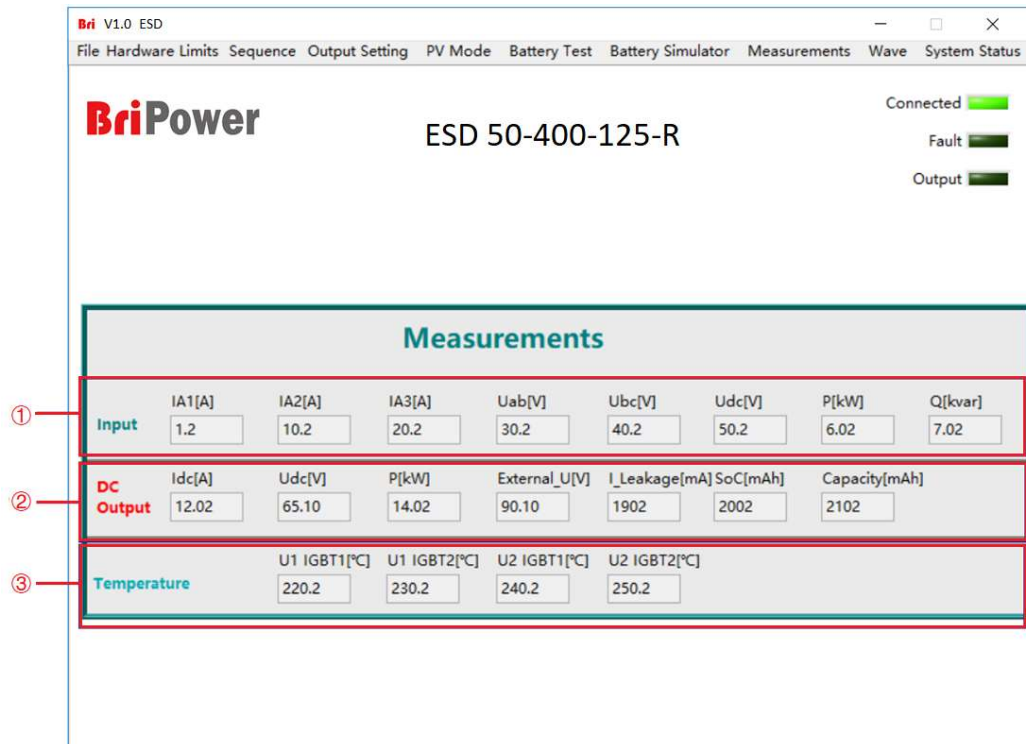 Bri V1.0 ESD
File Hardware Limits Sequence Output Setting PV Mode Battery Test Battery Simulator Measurements Wave System Status
BriPower
ESD 50-400-125-R
Connected
Fault
Output
Measurements
①
IA1[A] IA2[A] IA3[A] Uab[V] Ubc[V] Udc[V] P[kW] Q[kvar]
Input 1.2 10.2 20.2 30.2 40.2 50.2 6.02 7.02
②
Idc[A] Udc[V] P[kW] External_U[V] I_Leakage[mA] SoC[mAh] Capacity[mAh]
DC Output 12.02 65.10 14.02 90.10 1902 2002 2102
③
U1 IGBT1[℃] U1 IGBT2[℃] U2 IGBT1[℃] U2 IGBT2[℃]
Temperature 220.2 230.2 240.2 250.2